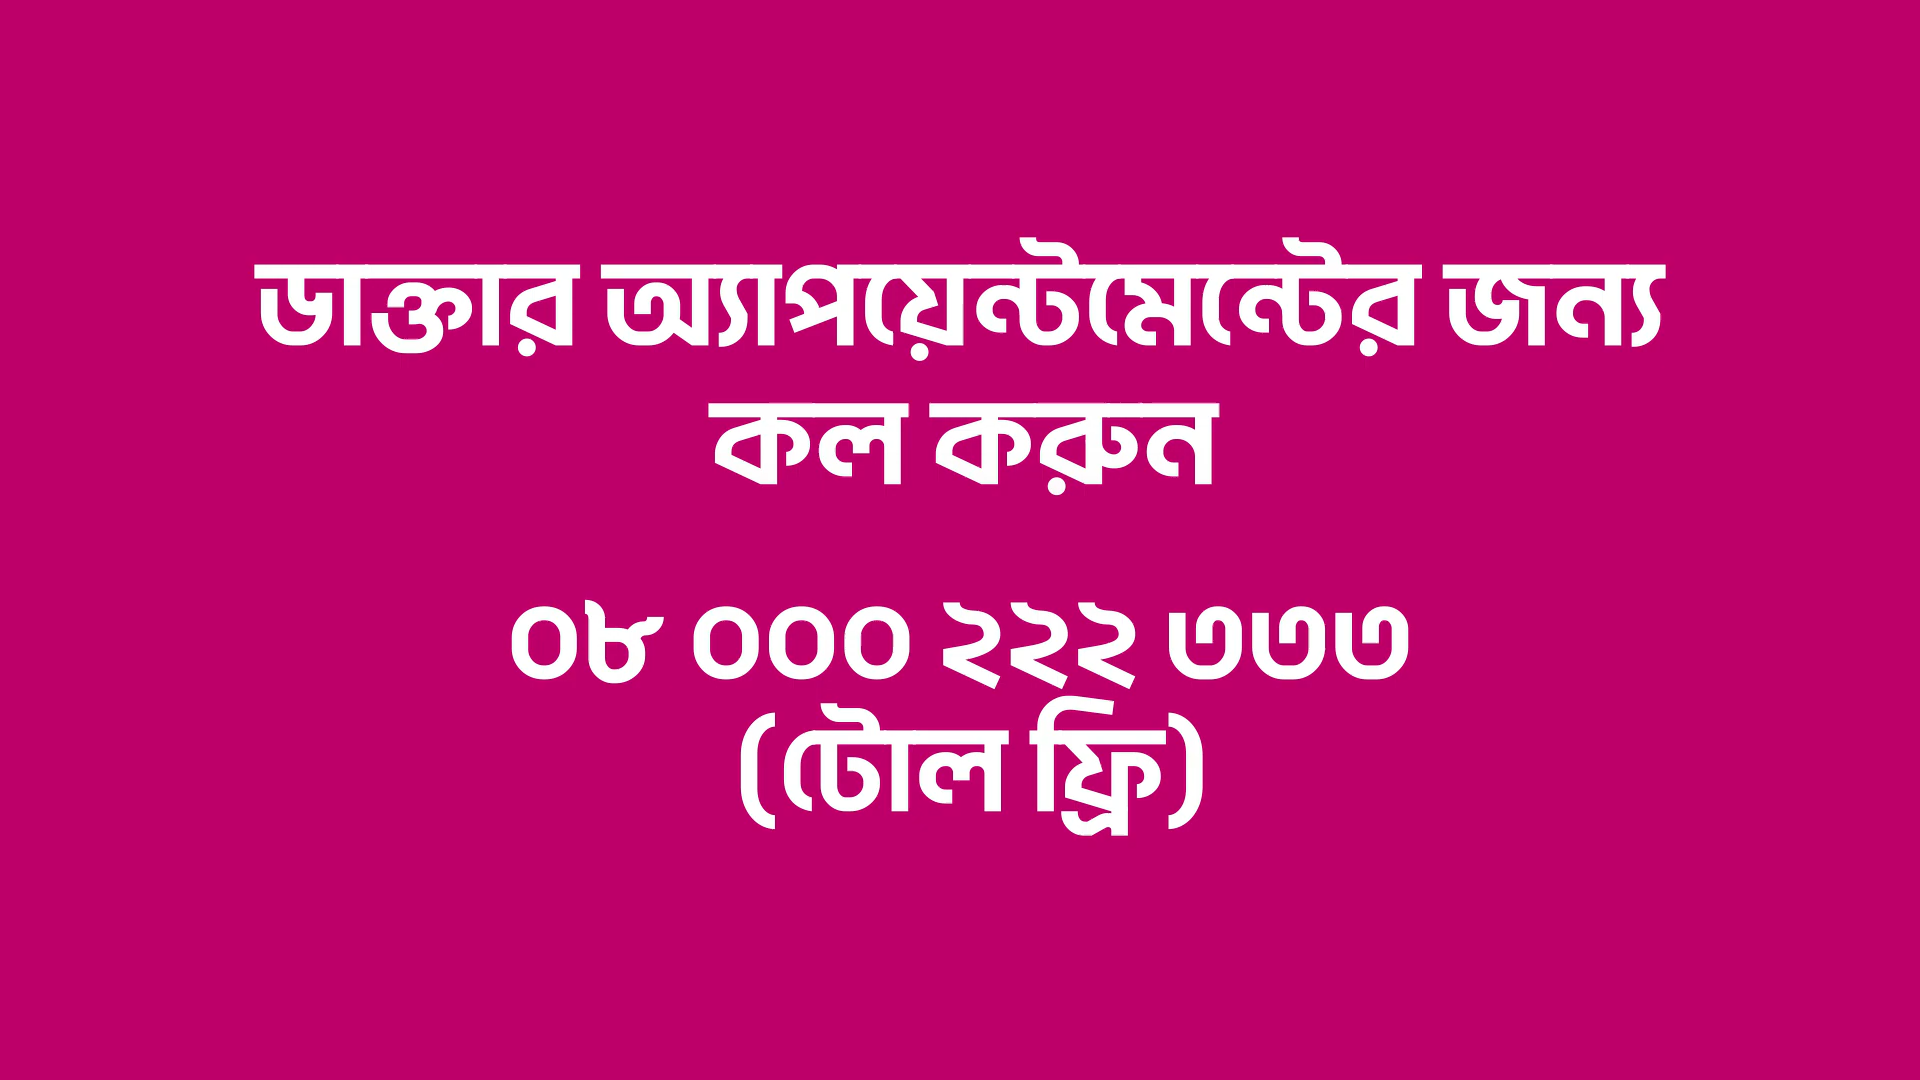 ডাক্তার অ্যাপয়েন্টমেন্টের জন্য
কল করুন
০৮ ০০০ ২২২ ৩৩৩
(টোল ফ্রি)